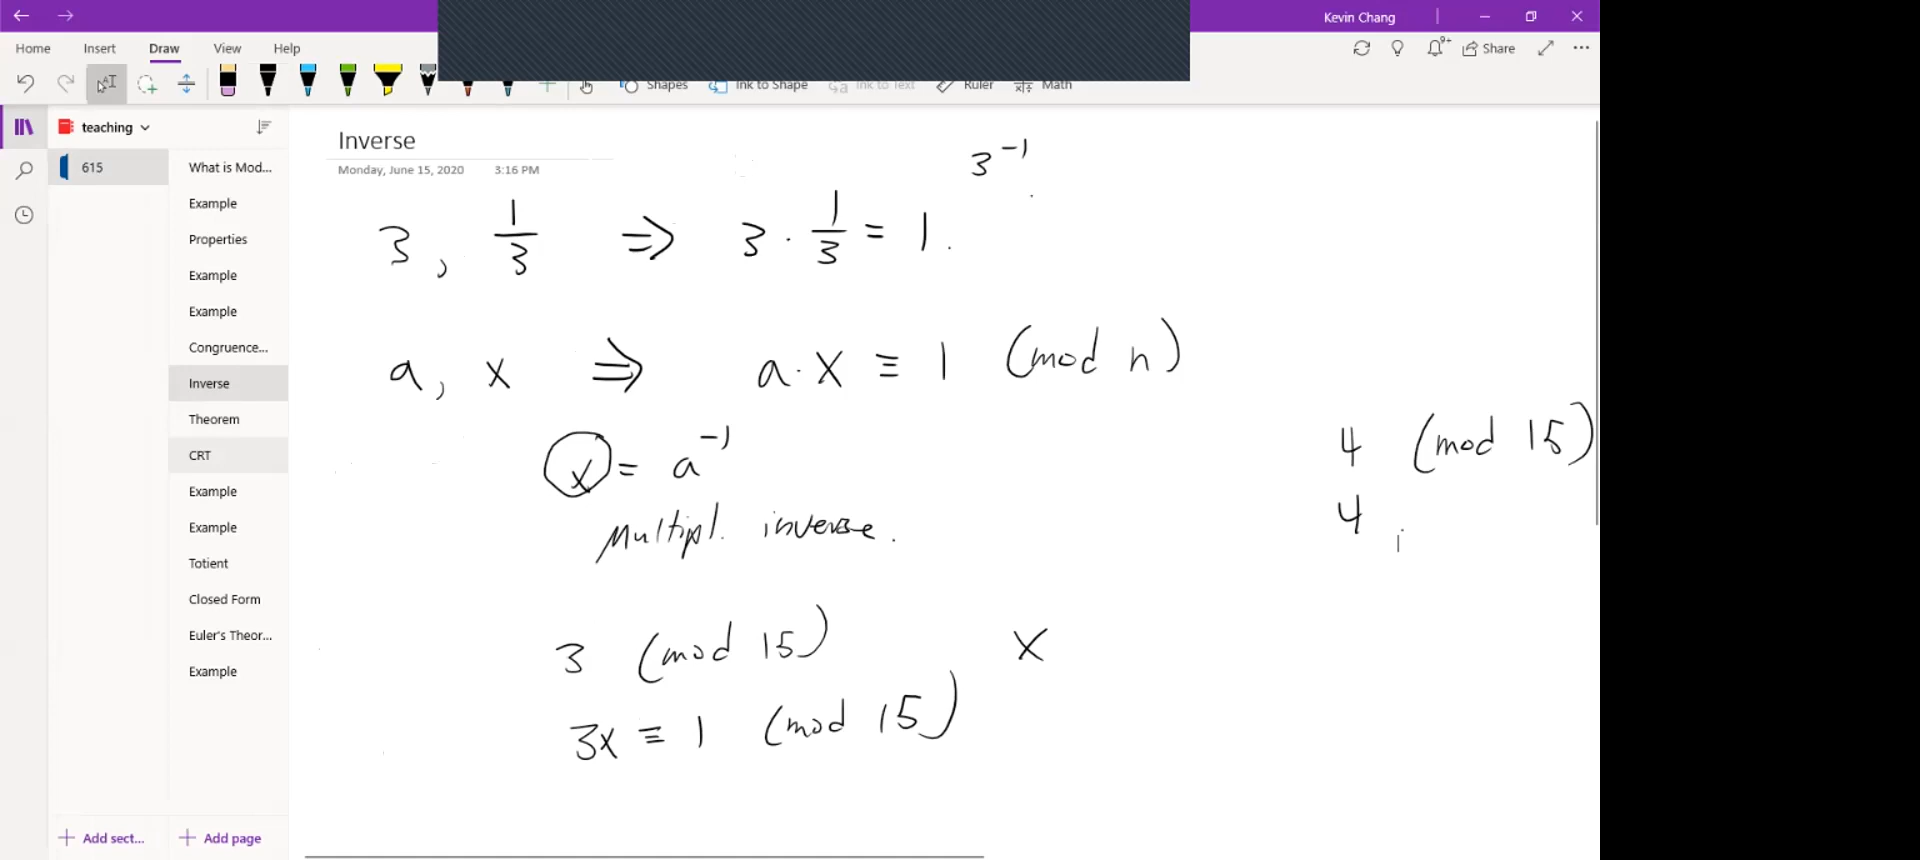 Kevin Chang
Home Insert Draw View Help
9+ Share
Shapes Ink to Shape Ink to Text Ruler Math
teaching
615
What is Mod...
Example
Properties
Example
Example
Congruence...
Inverse
Theorem
CRT
Example
Example
Totient
Closed Form
Euler's Theor...
Example
Add sect... Add page
Inverse
Monday, June 15, 2020 3:16 PM
3⁻¹
3, 1/3 ⇒ 3 · 1/3 = 1.
a, x ⇒ a · x ≡ 1 (mod n)
x = a⁻¹
multipl. inverse.
4 (mod 15)
4
3 (mod 15) X
3x ≡ 1 (mod 15)